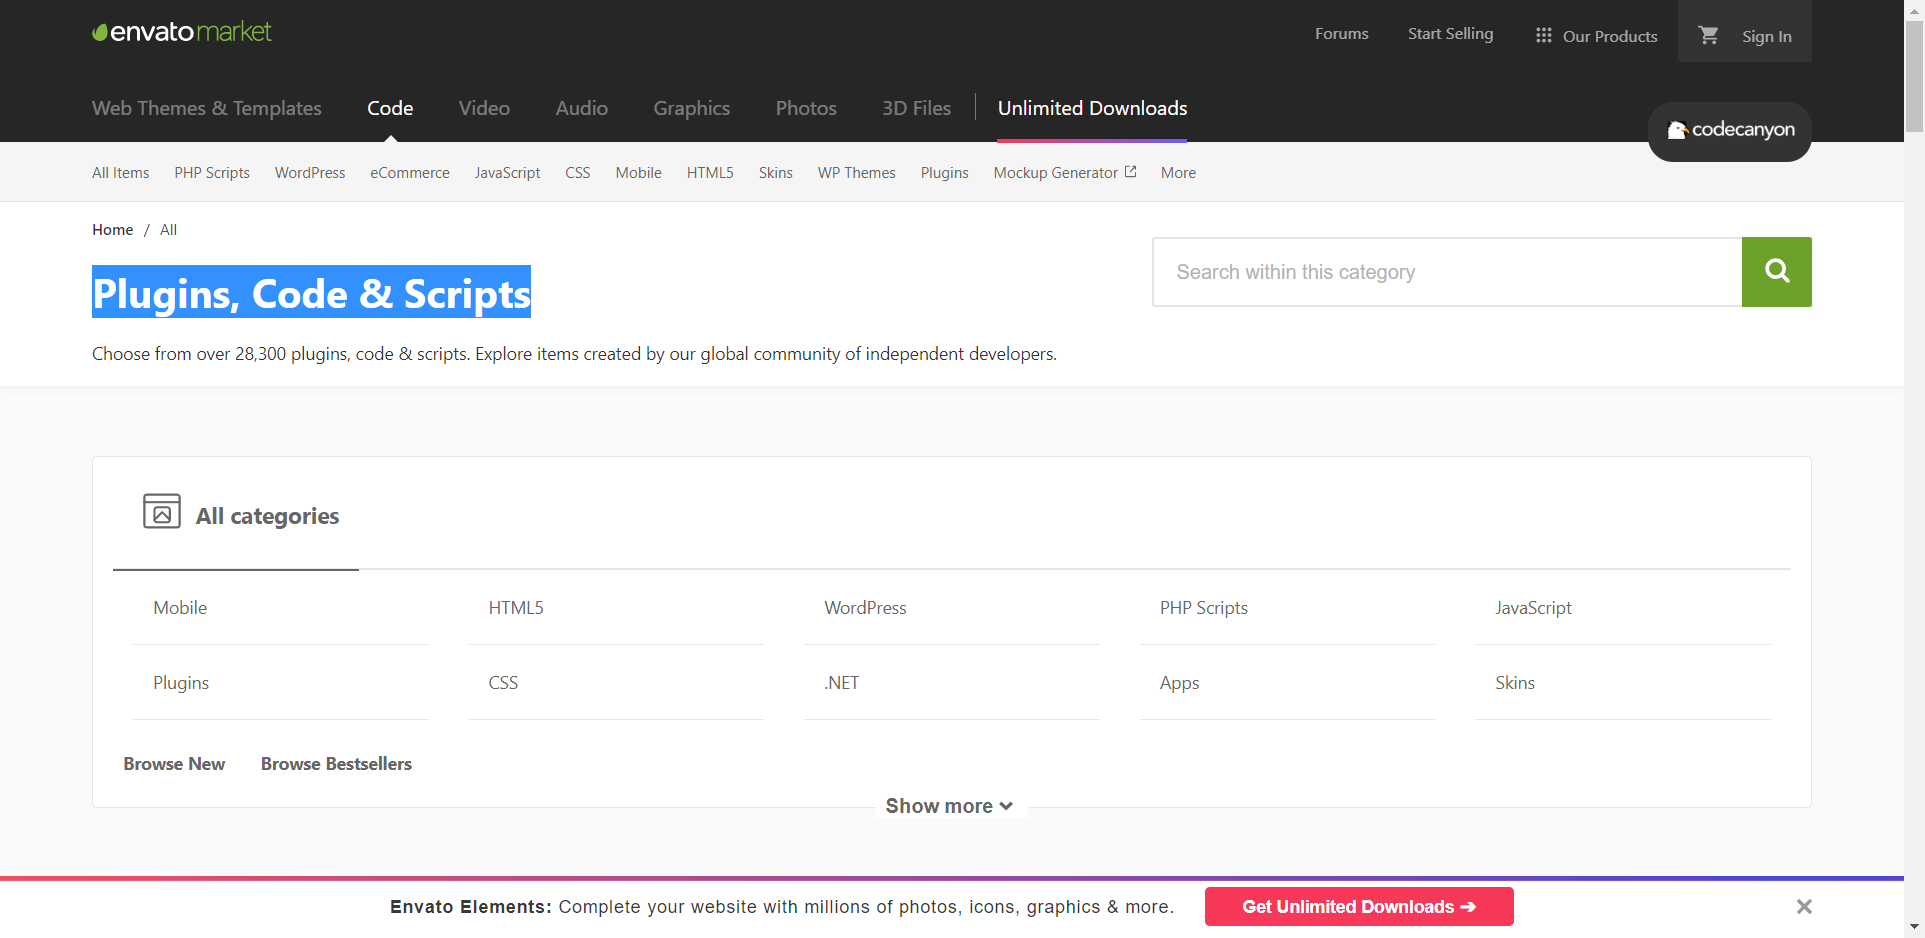 envato market
Forums Start Selling Our Products Sign In
Web Themes & Templates Code Video Audio Graphics Photos 3D Files Unlimited Downloads
codecanyon
All Items PHP Scripts WordPress eCommerce JavaScript CSS Mobile HTML5 Skins WP Themes Plugins Mockup Generator More
Home / All
Search within this category
Plugins, Code & Scripts
Choose from over 28,300 plugins, code & scripts. Explore items created by our global community of independent developers.
All categories
Mobile HTML5 WordPress PHP Scripts JavaScript
Plugins CSS .NET Apps Skins
Browse New Browse Bestsellers
Show more
Envato Elements: Complete your website with millions of photos, icons, graphics & more. Get Unlimited Downloads ➔